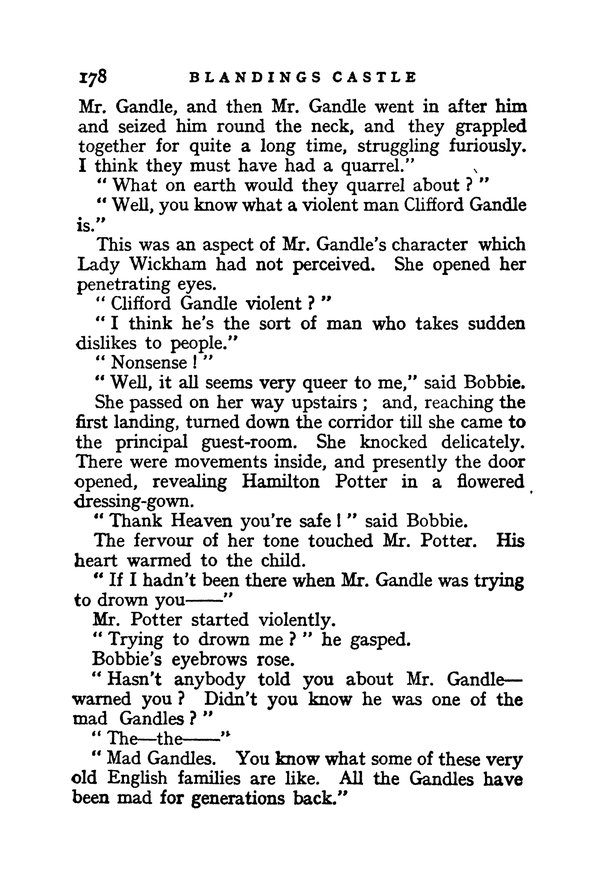 178 BLANDINGS CASTLE
Mr. Gandle, and then Mr. Gandle went in after him
and seized him round the neck, and they grappled
together for quite a long time, struggling furiously.
I think they must have had a quarrel."
"What on earth would they quarrel about ?"
"Well, you know what a violent man Clifford Gandle
is."
This was an aspect of Mr. Gandle's character which
Lady Wickham had not perceived. She opened her
penetrating eyes.
"Clifford Gandle violent ?"
"I think he's the sort of man who takes sudden
dislikes to people."
"Nonsense !"
"Well, it all seems very queer to me," said Bobbie.
She passed on her way upstairs ; and, reaching the
first landing, turned down the corridor till she came to
the principal guest-room. She knocked delicately.
There were movements inside, and presently the door
opened, revealing Hamilton Potter in a flowered
dressing-gown.
"Thank Heaven you're safe !" said Bobbie.
The fervour of her tone touched Mr. Potter. His
heart warmed to the child.
"If I hadn't been there when Mr. Gandle was trying
to drown you——"
Mr. Potter started violently.
"Trying to drown me ?" he gasped.
Bobbie's eyebrows rose.
"Hasn't anybody told you about Mr. Gandle—
warned you ? Didn't you know he was one of the
mad Gandles ?"
"The—the——"
"Mad Gandles. You know what some of these very
old English families are like. All the Gandles have
been mad for generations back."